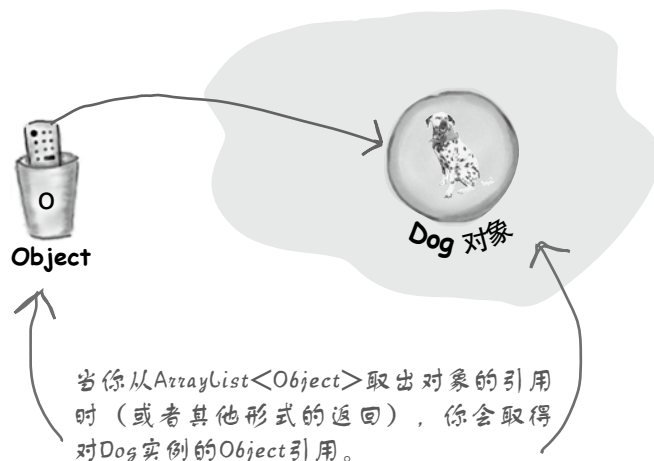 O
Object
Dog 对象
当你从ArrayList<Object>取出对象的引用
时（或者其他形式的返回），你会取得
对Dog实例的Object引用。